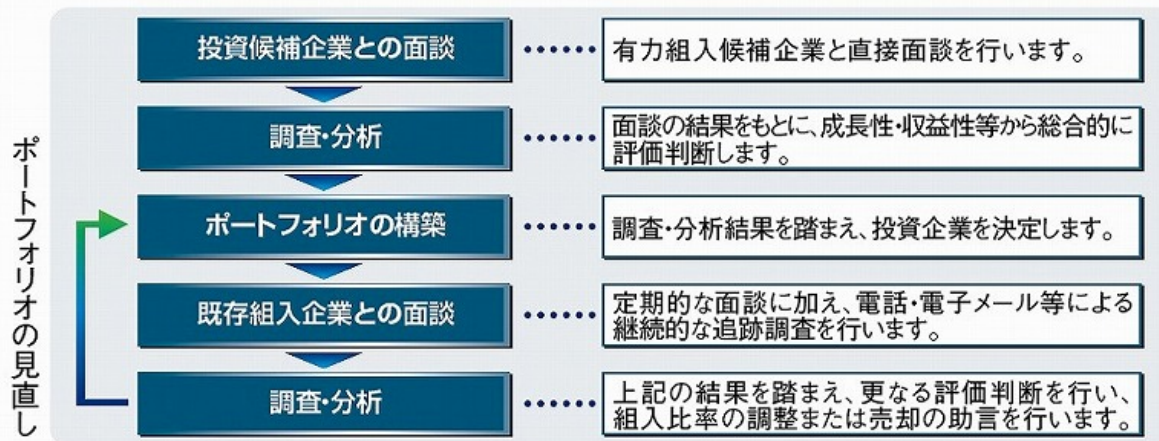 投資候補企業との面談
有力組入候補企業と直接面談を行います。
調査・分析
面談の結果をもとに、成長性・収益性等から総合的に
評価判断します。
ポートフォリオの構築
調査・分析結果を踏まえ、投資企業を決定します。
既存組入企業との面談
定期的な面談に加え、電話・電子メール等による
継続的な追跡調査を行います。
調査・分析
上記の結果を踏まえ、更なる評価判断を行い、
組入比率の調整または売却の助言を行います。
ポートフォリオの見直し